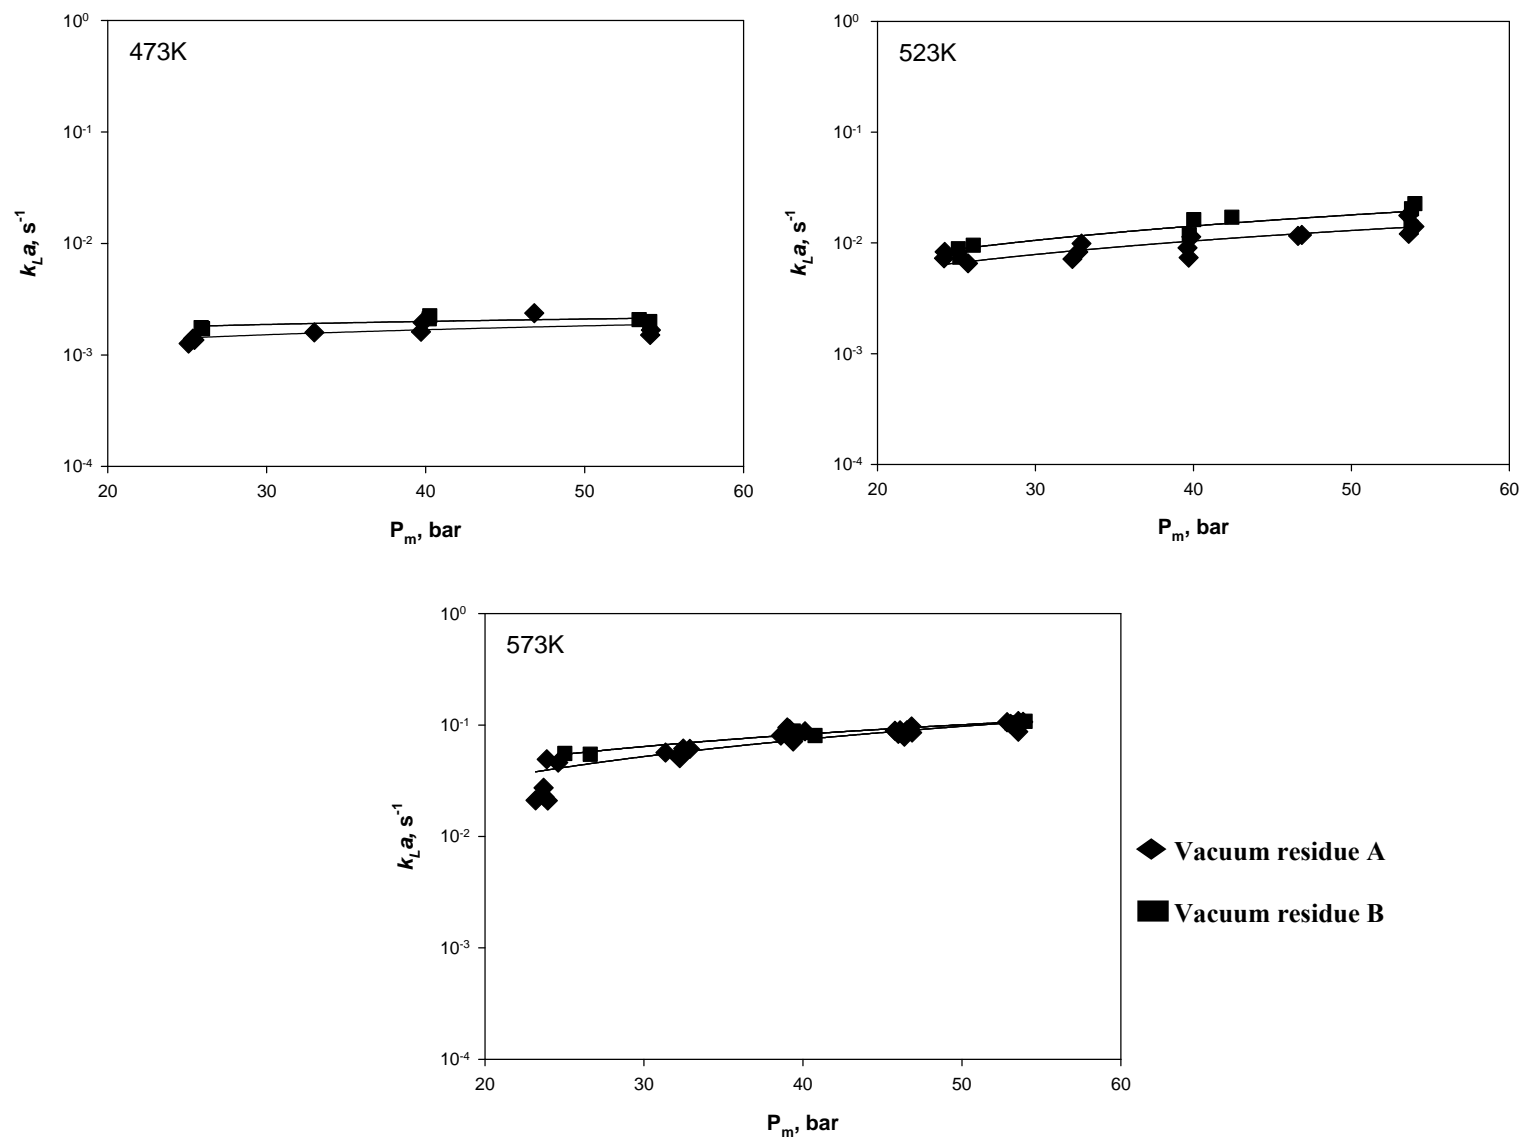 473K
10⁰
10⁻¹
10⁻²
10⁻³
10⁻⁴
k_L a, s⁻¹
20 30 40 50 60
P_m, bar
523K
10⁰
10⁻¹
10⁻²
10⁻³
10⁻⁴
k_L a, s⁻¹
20 30 40 50 60
P_m, bar
573K
10⁰
10⁻¹
10⁻²
10⁻³
10⁻⁴
k_L a, s⁻¹
20 30 40 50 60
P_m, bar
Vacuum residue A
Vacuum residue B